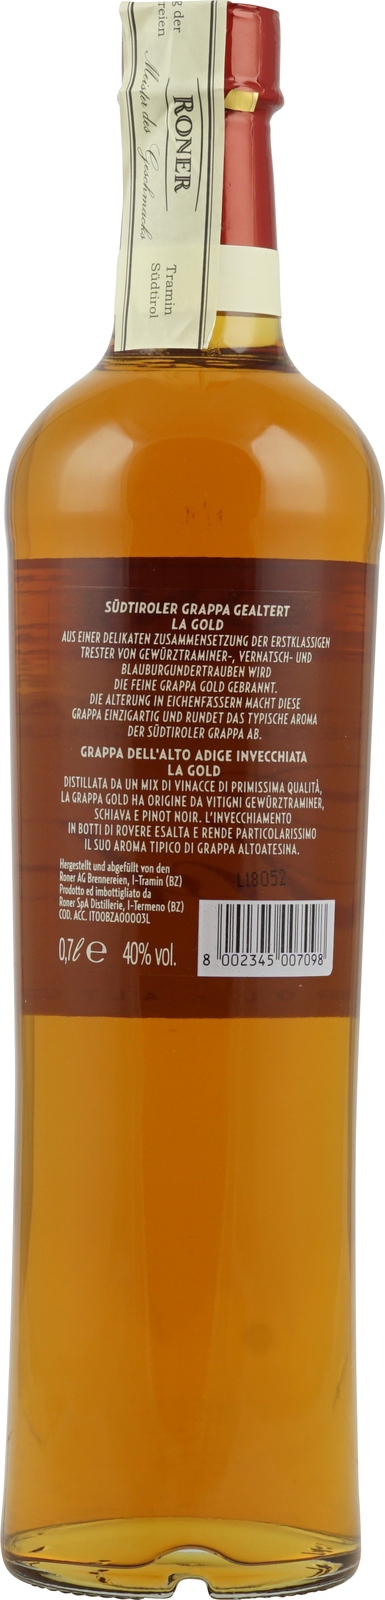 g der
reien
RONER
Meister des Geschmacks
Tramin
Südtirol
SÜDTIROLER GRAPPA GEALTERT
LA GOLD
AUS EINER DELIKATEN ZUSAMMENSETZUNG DER ERSTKLASSIGEN
TRESTER VON GEWÜRZTRAMINER-, VERNATSCH- UND
BLAUBURGUNDERTRAUBEN WIRD
DIE FEINE GRAPPA GOLD GEBRANNT.
DIE ALTERUNG IN EICHENFÄSSERN MACHT DIESE
GRAPPA EINZIGARTIG UND RUNDET DAS TYPISCHE AROMA
DER SÜDTIROLER GRAPPA AB.
GRAPPA DELL'ALTO ADIGE INVECCHIATA
LA GOLD
DISTILLATA DA UN MIX DI VINACCE DI PRIMISSIMA QUALITÀ,
LA GRAPPA GOLD HA ORIGINE DA VITIGNI GEWÜRZTRAMINER,
SCHIAVA E PINOT NOIR. L'INVECCHIAMENTO
IN BOTTI DI ROVERE ESALTA E RENDE PARTICOLARISSIMO
IL SUO AROMA TIPICO DI GRAPPA ALTOATESINA.
Hergestellt und abgefüllt von den
Roner AG Brennereien, I-Tramin (BZ)
Prodotto ed imbottigliato da
Roner SpA Distillerie, I-Termeno (BZ)
COD. ACC. IT00BZA00003L
L18052
0,7ℓ e 40% vol.
8 002345 007098